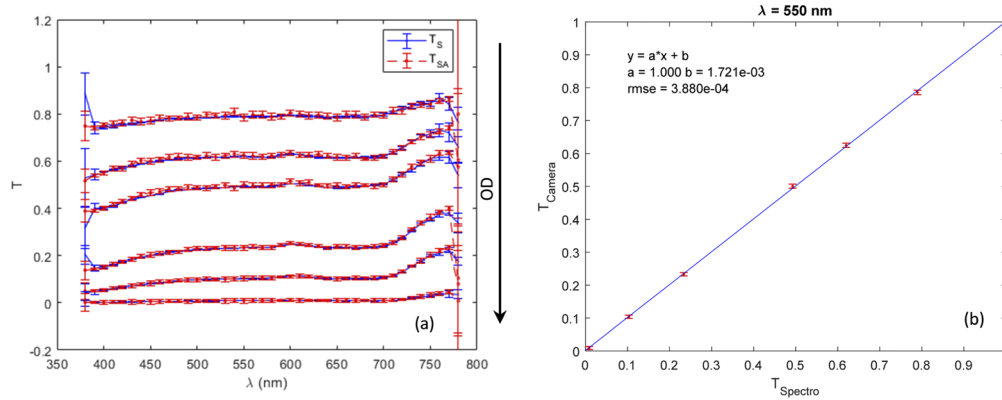 1.2
1
0.8
0.6
0.4
0.2
0
-0.2
T
T_S
T_SA
(a)
350 400 450 500 550 600 650 700 750 800
λ (nm)
OD
λ = 550 nm
y = a*x + b
a = 1.000 b = 1.721e-03
rmse = 3.880e-04
1
0.9
0.8
0.7
0.6
0.5
0.4
0.3
0.2
0.1
0
T_Camera
(b)
0 0.1 0.2 0.3 0.4 0.5 0.6 0.7 0.8 0.9
T_Spectro